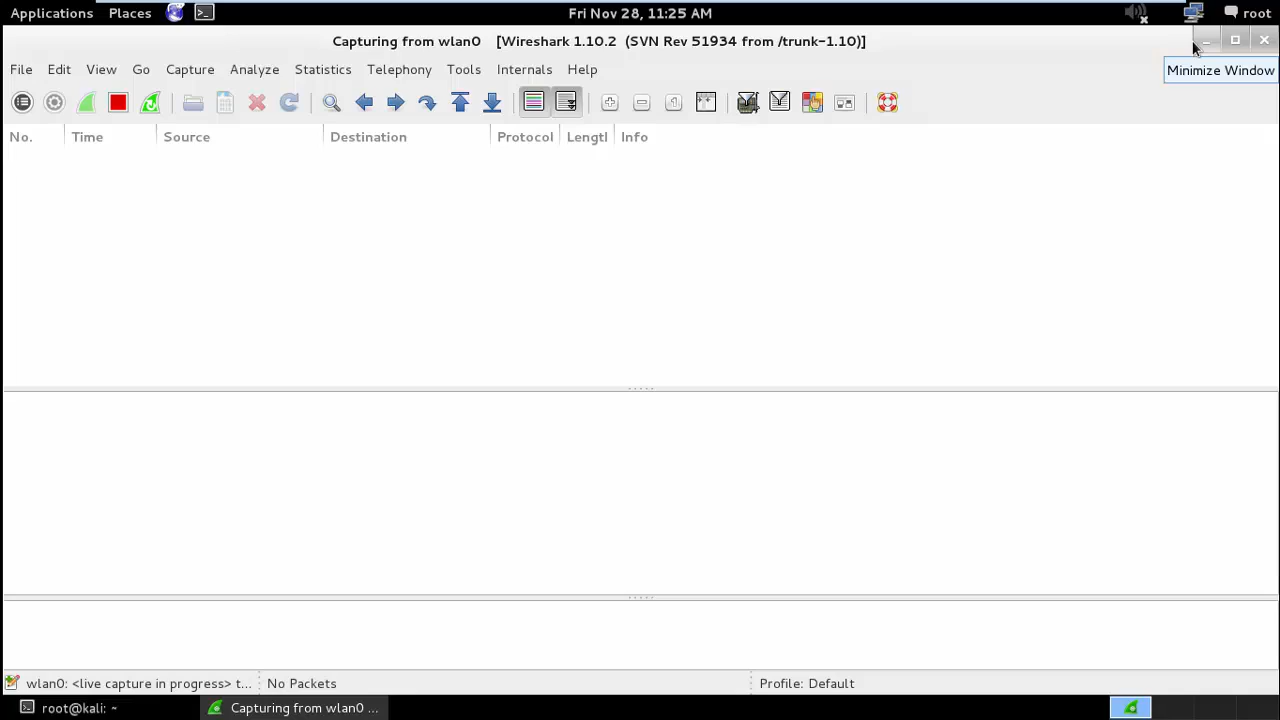 Applications Places Fri Nov 28, 11:25 AM root
Capturing from wlan0 [Wireshark 1.10.2 (SVN Rev 51934 from /trunk-1.10)]
Minimize Window
File Edit View Go Capture Analyze Statistics Telephony Tools Internals Help
No. Time Source Destination Protocol Lengtl Info
wlan0: <live capture in progress> t... No Packets Profile: Default
root@kali: ~ Capturing from wlan0 ...